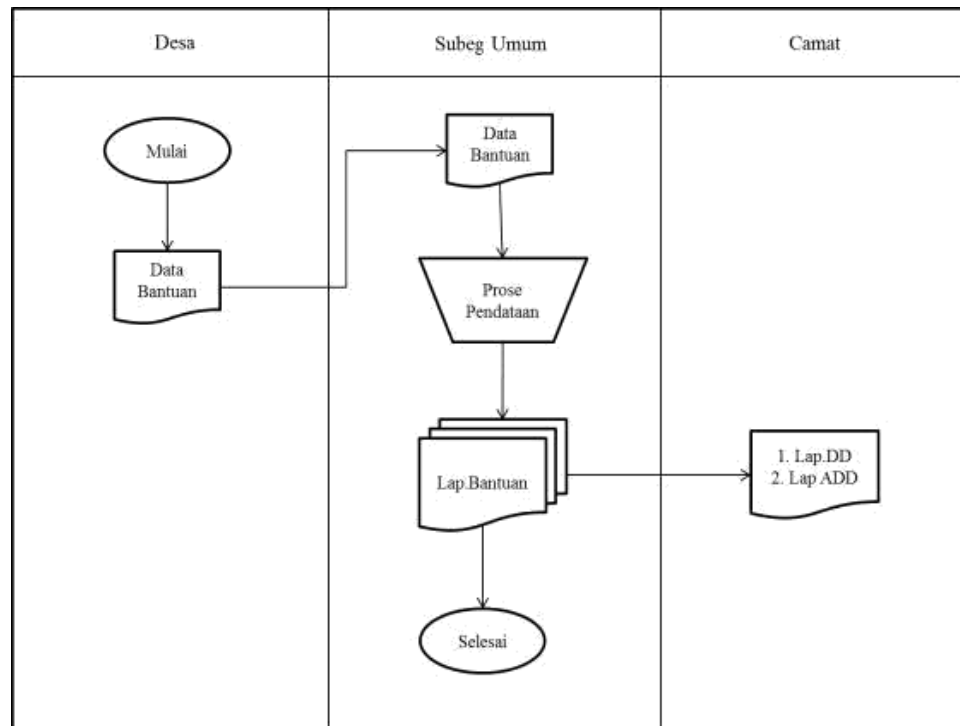 Desa
Subeg Umum
Camat
Mulai
Data
Bantuan
Data
Bantuan
Prose
Pendataan
Lap.Bantuan
1. Lap.DD
2. Lap ADD
Selesai